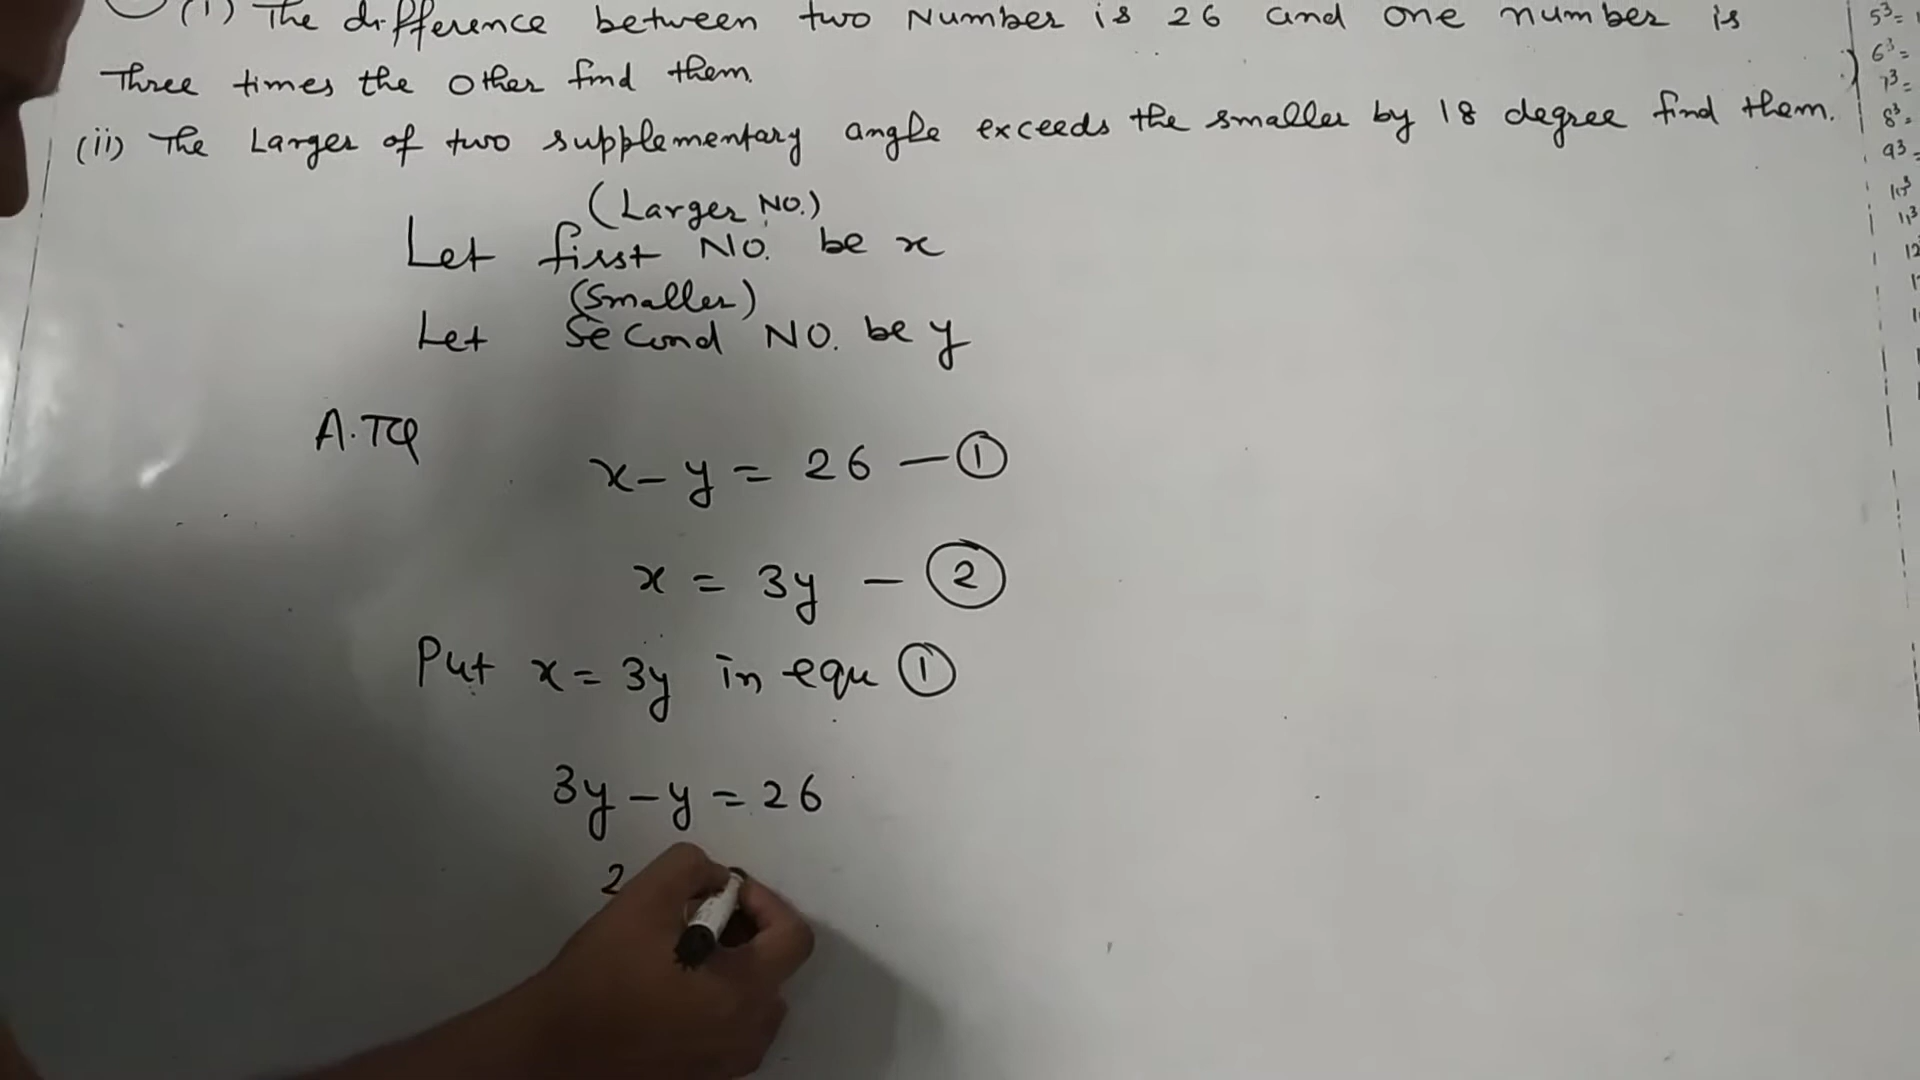 (i) The difference between two Number is 26 and one number is
Three times the other find them.
(ii) The Larger of two supplementary angle exceeds the smaller by 18 degree find them.
(Larger No.)
Let first No. be x
(Smaller)
Let Second NO. be y
A.TQ
x - y = 26 — ①
x = 3y — ②
Put x = 3y in equ ①
3y - y = 26
2
5³=
6³=
7³=
8³=
9³=
10³
11³
12